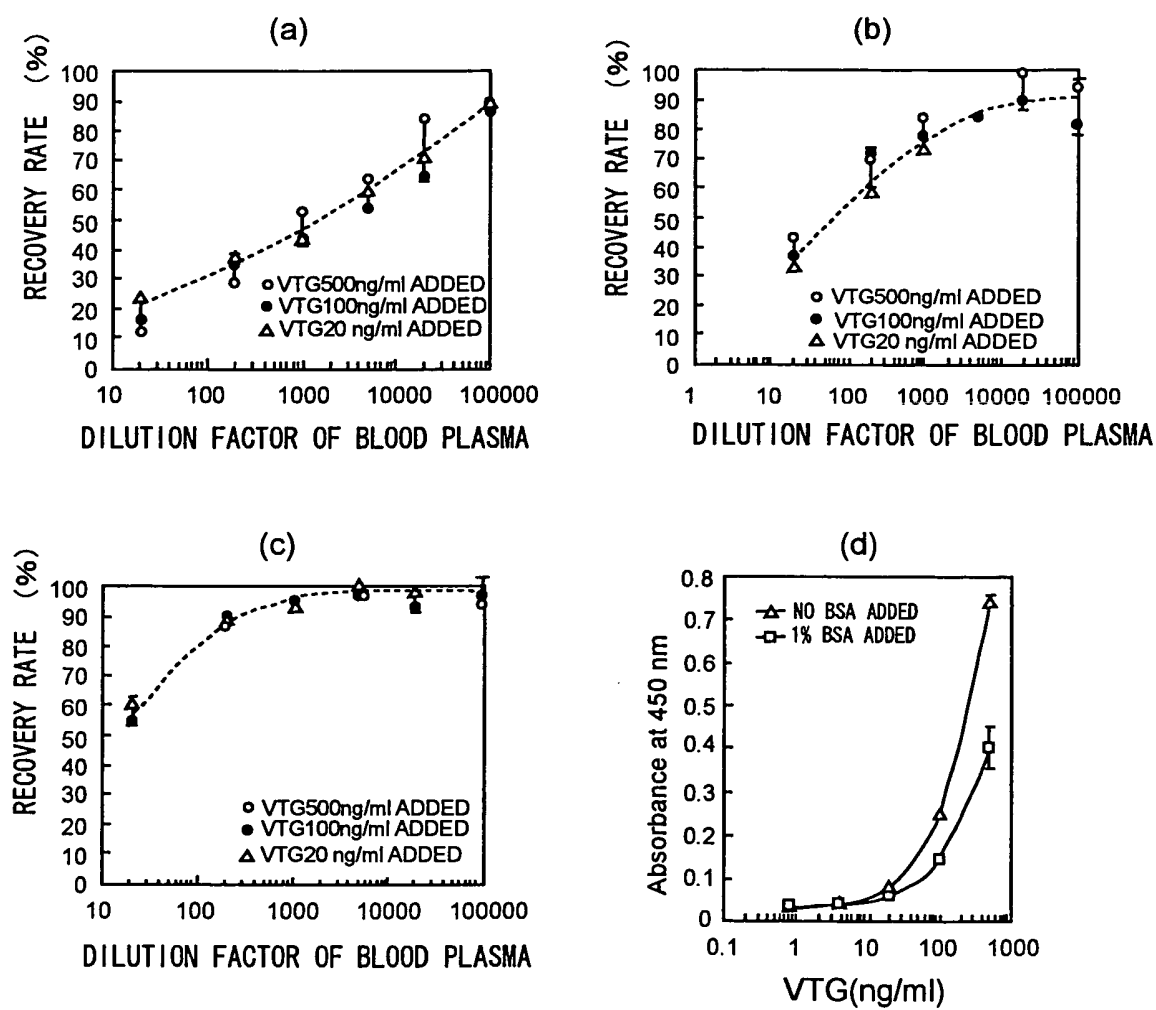 (a)
RECOVERY RATE (%)
100
90
80
70
60
50
40
30
20
10
0
VTG500ng/ml ADDED
VTG100ng/ml ADDED
VTG20 ng/ml ADDED
10 100 1000 10000 100000
DILUTION FACTOR OF BLOOD PLASMA
(b)
RECOVERY RATE (%)
100
90
80
70
60
50
40
30
20
10
0
VTG500ng/ml ADDED
VTG100ng/ml ADDED
VTG20 ng/ml ADDED
1 10 100 1000 10000 100000
DILUTION FACTOR OF BLOOD PLASMA
(c)
RECOVERY RATE (%)
100
90
80
70
60
50
40
30
20
10
0
VTG500ng/ml ADDED
VTG100ng/ml ADDED
VTG20 ng/ml ADDED
10 100 1000 10000 100000
DILUTION FACTOR OF BLOOD PLASMA
(d)
Absorbance at 450 nm
0.8
0.7
0.6
0.5
0.4
0.3
0.2
0.1
0
NO BSA ADDED
1% BSA ADDED
0.1 1 10 100 1000
VTG(ng/ml)